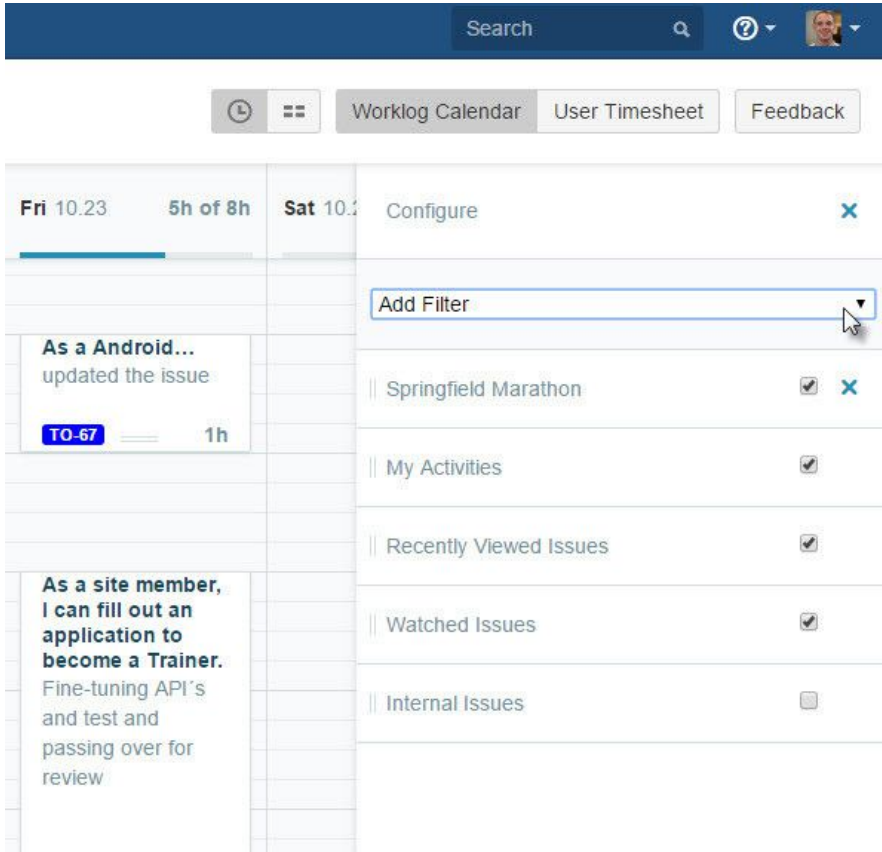 Search
Worklog Calendar User Timesheet Feedback
Fri 10.23 5h of 8h Sat 10.2
Configure
Add Filter
As a Android...
updated the issue
TO-67 1h
Springfield Marathon
My Activities
Recently Viewed Issues
Watched Issues
Internal Issues
As a site member,
I can fill out an
application to
become a Trainer.
Fine-tuning API´s
and test and
passing over for
review